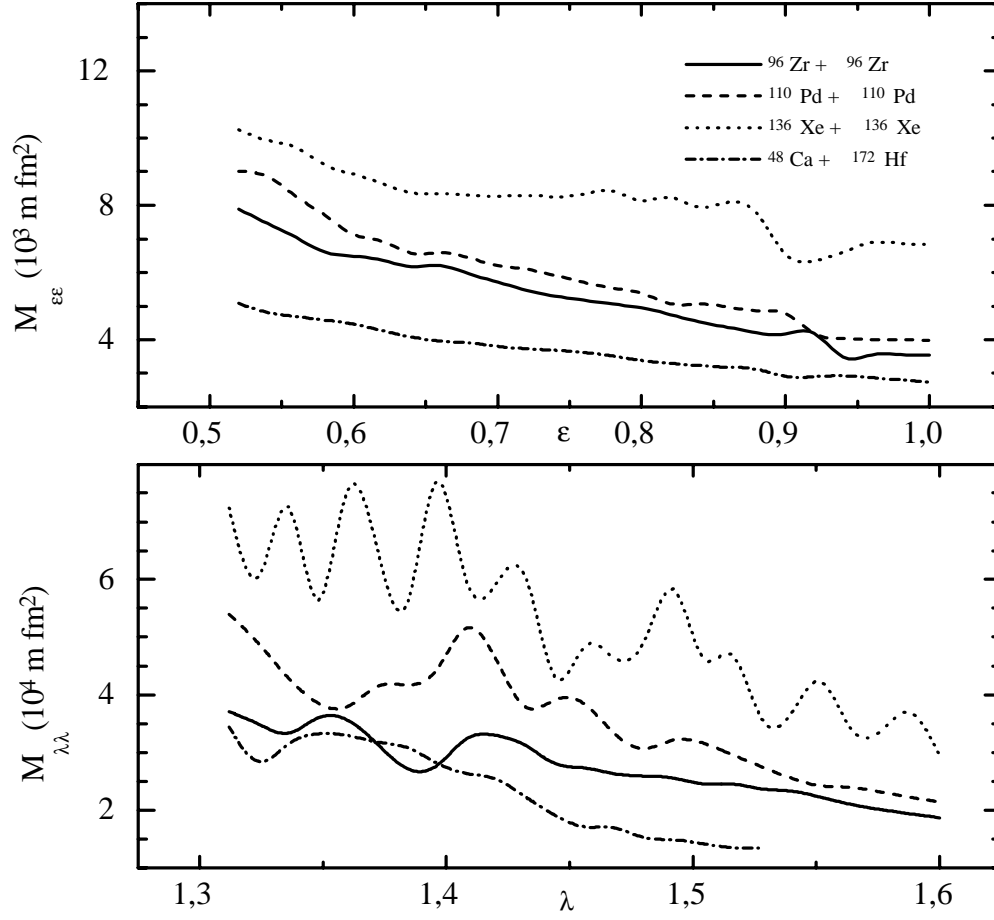 12
8
4
M εε (10³ m fm²)
⁹⁶ Zr + ⁹⁶ Zr
¹¹⁰ Pd + ¹¹⁰ Pd
¹³⁶ Xe + ¹³⁶ Xe
⁴⁸ Ca + ¹⁷² Hf
0,5 0,6 0,7 ε 0,8 0,9 1,0
6
4
2
M λλ (10⁴ m fm²)
1,3 1,4 λ 1,5 1,6